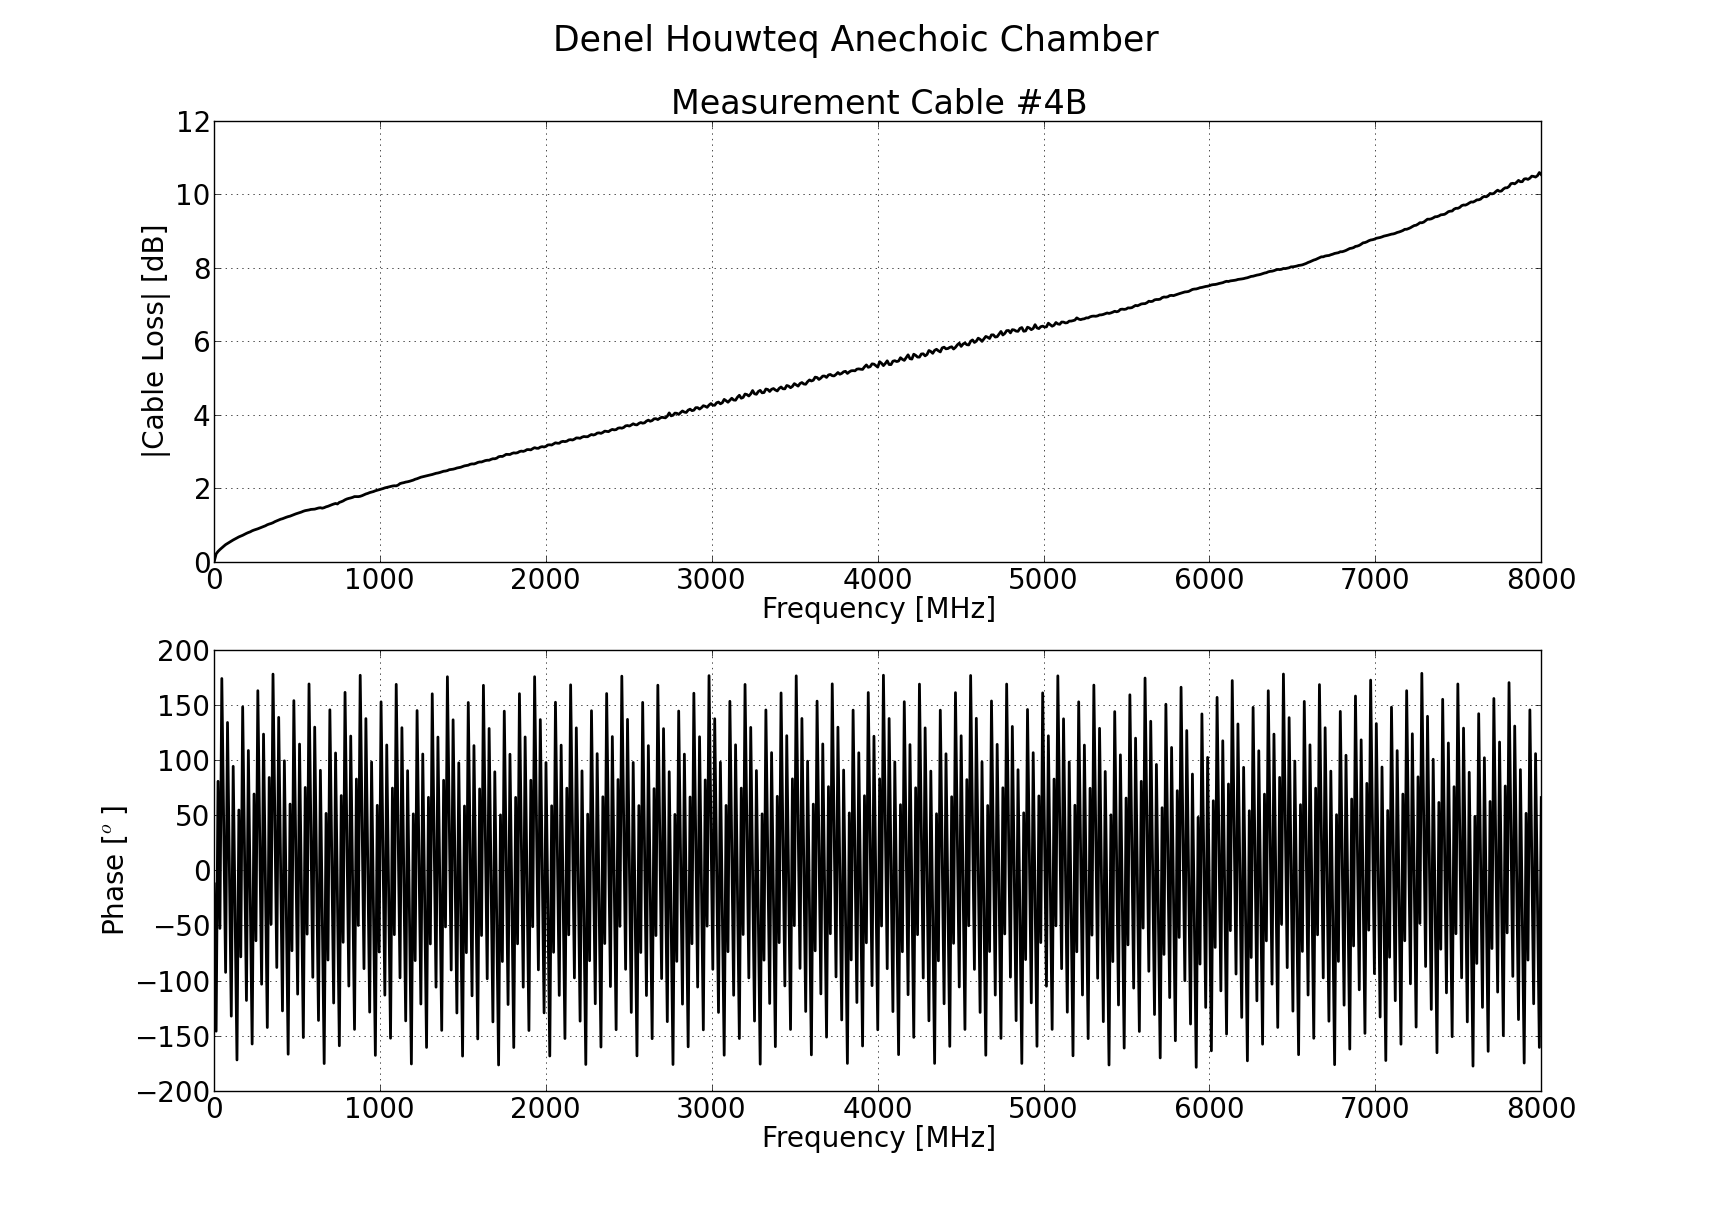 Denel Houwteq Anechoic Chamber
Measurement Cable #4B
12
10
8
6
4
2
0
|Cable Loss| [dB]
0 1000 2000 3000 4000 5000 6000 7000 8000
Frequency [MHz]
200
150
100
50
0
−50
−100
−150
−200
Phase [o]
0 1000 2000 3000 4000 5000 6000 7000 8000
Frequency [MHz]